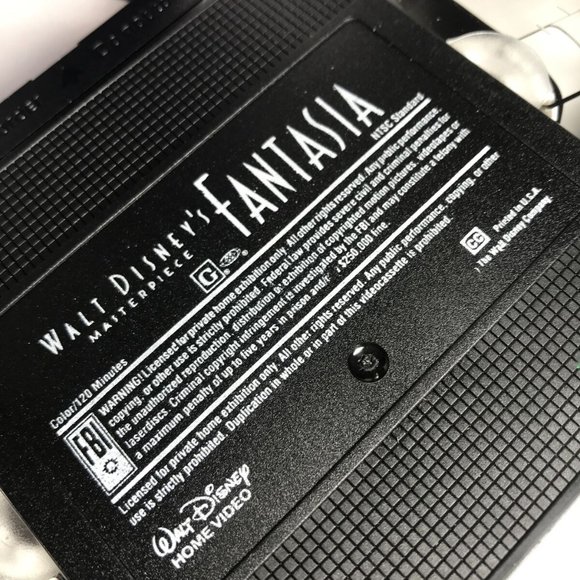 WALT DISNEY'S
MASTERPIECE
FANTASIA
G
Color/120 Minutes
NTSC Standard
FBI
WARNING! Licensed for private home exhibition only. All other rights reserved. Any public performance,
copying, or other use is strictly prohibited. Federal law provides severe civil and criminal penalties for
the unauthorized reproduction, distribution or exhibition of copyrighted motion pictures, videotapes or
laserdiscs. Criminal copyright infringement is investigated by the FBI and may constitute a felony with
a maximum penalty of up to five years in prison and/ $250,000 fine.
Licensed for private home exhibition only. All other rights reserved. Any public performance, copying, or other
use is strictly prohibited. Duplication in whole or in part of this videocassette is prohibited.
CC
Printed in U.S.A.
The Walt Disney Company.
WALT DISNEY
HOME VIDEO